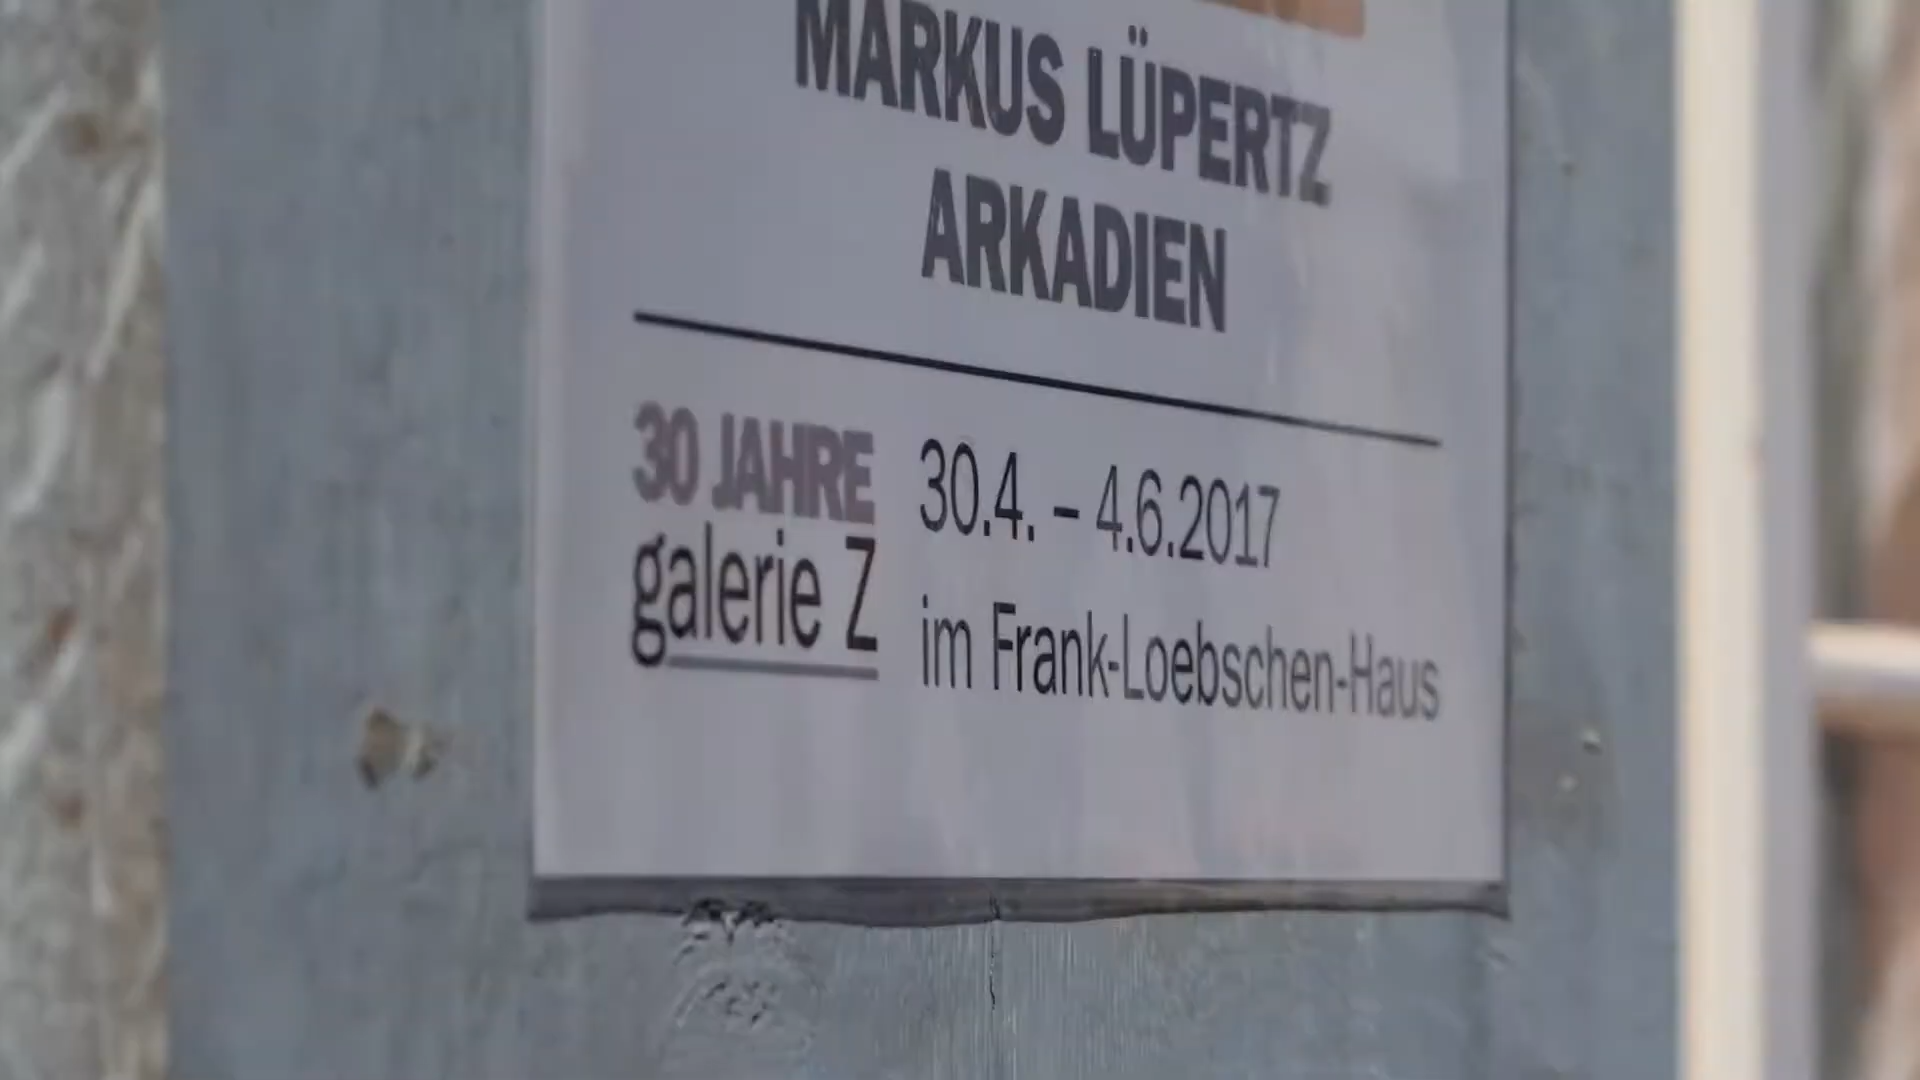 MARKUS LÜPERTZ
ARKADIEN
30 JAHRE
galerie Z
30.4. – 4.6.2017
im Frank-Loebschen-Haus